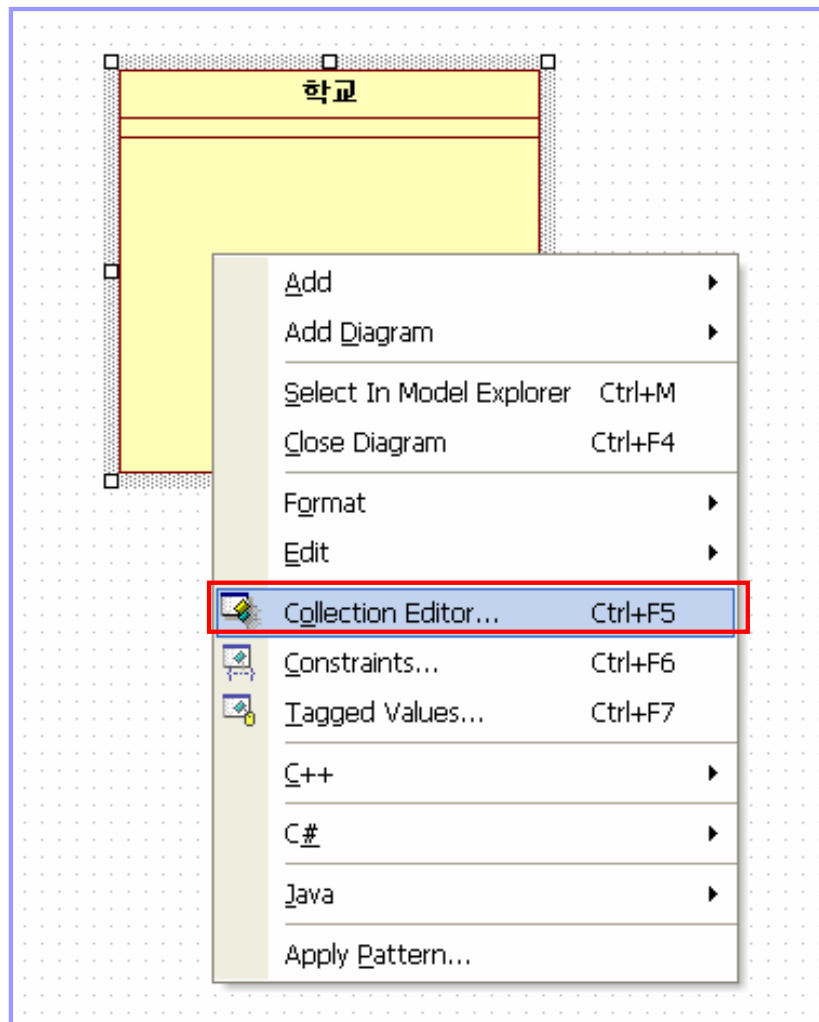 학교
Add
Add Diagram
Select In Model Explorer Ctrl+M
Close Diagram Ctrl+F4
Format
Edit
Collection Editor... Ctrl+F5
Constraints... Ctrl+F6
Tagged Values... Ctrl+F7
C++
C#
Java
Apply Pattern...